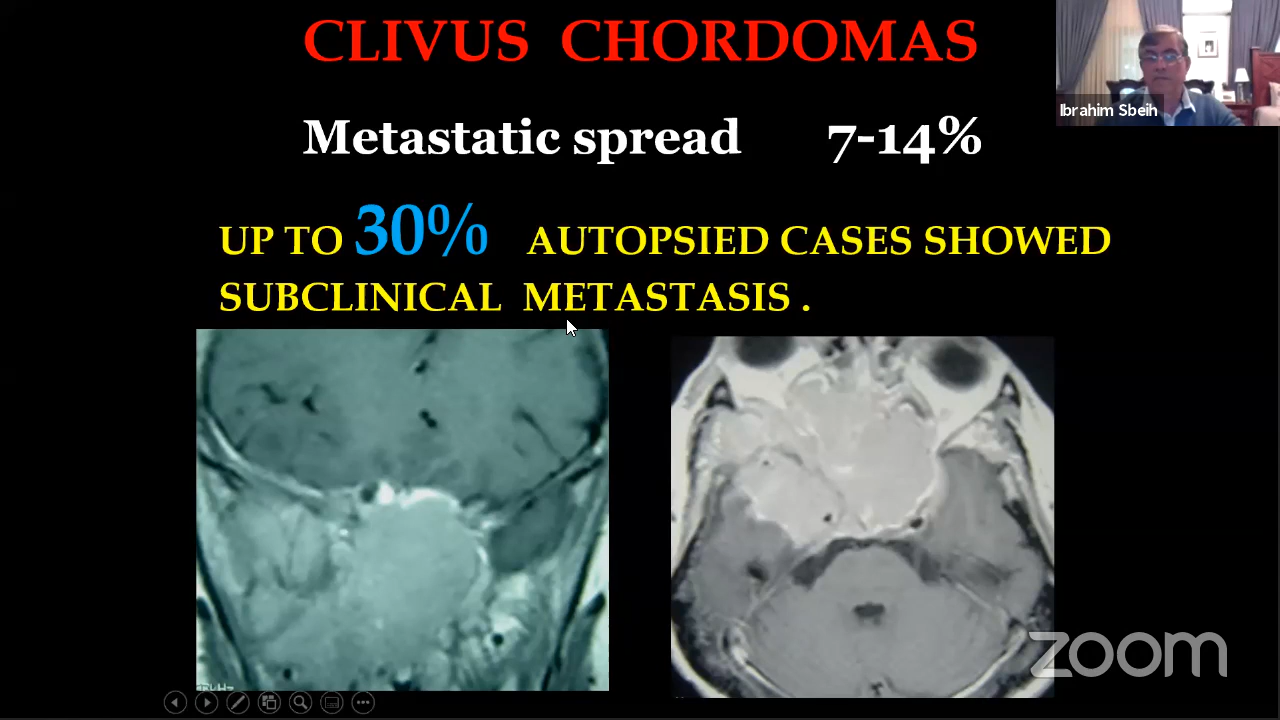 CLIVUS CHORDOMAS
Ibrahim Sbeih
Metastatic spread 7-14%
UP TO 30% AUTOPSIED CASES SHOWED
SUBCLINICAL METASTASIS .
zoom